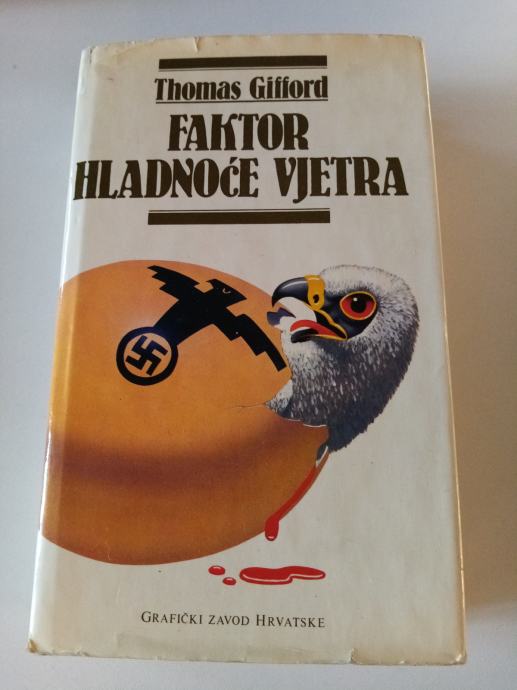 Thomas Gifford
FAKTOR
HLADNOĆE VJETRA
GRAFIČKI ZAVOD HRVATSKE